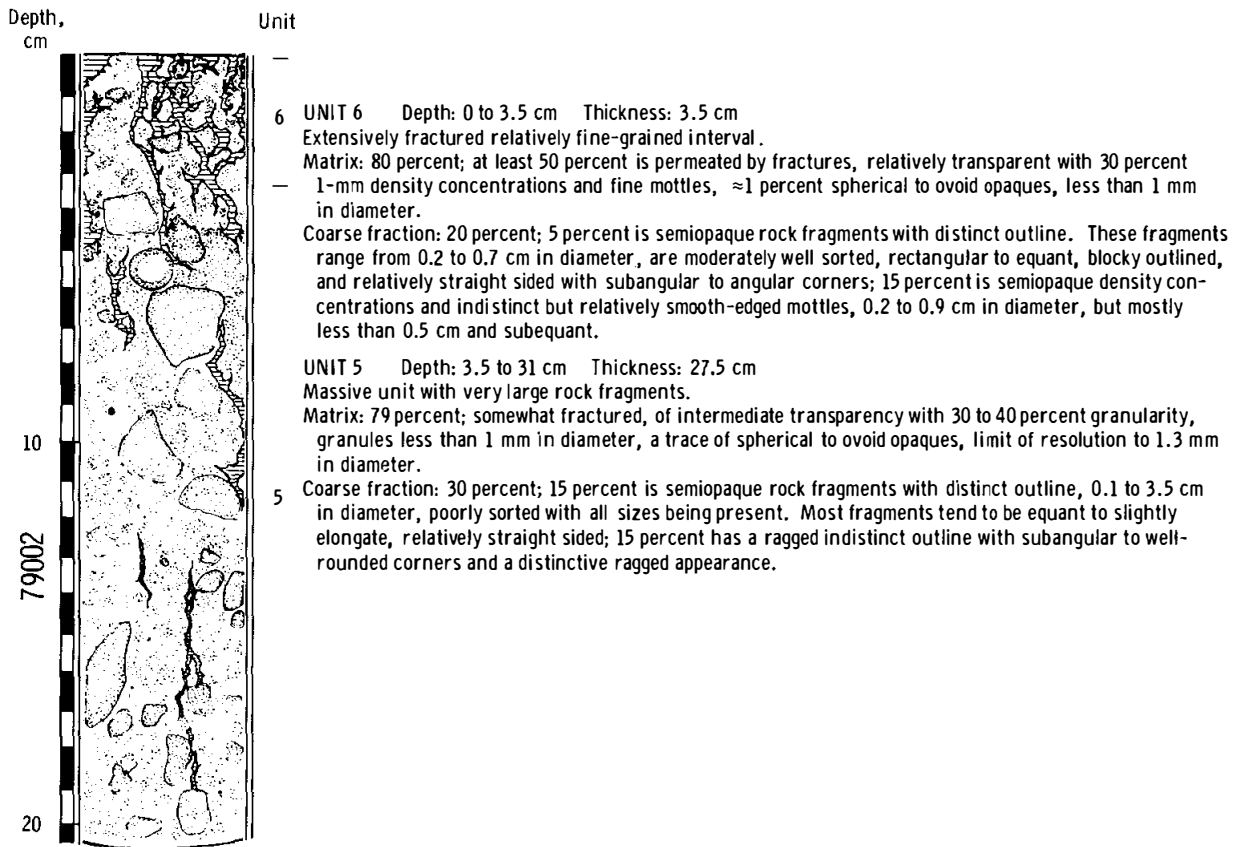 Depth,
cm
Unit
6
UNIT 6 Depth: 0 to 3.5 cm Thickness: 3.5 cm
Extensively fractured relatively fine-grained interval.
Matrix: 80 percent; at least 50 percent is permeated by fractures, relatively transparent with 30 percent
1-mm density concentrations and fine mottles, ≈1 percent spherical to ovoid opaques, less than 1 mm
in diameter.
Coarse fraction: 20 percent; 5 percent is semiopaque rock fragments with distinct outline. These fragments
range from 0.2 to 0.7 cm in diameter, are moderately well sorted, rectangular to equant, blocky outlined,
and relatively straight sided with subangular to angular corners; 15 percent is semiopaque density con-
centrations and indistinct but relatively smooth-edged mottles, 0.2 to 0.9 cm in diameter, but mostly
less than 0.5 cm and subequant.
UNIT 5 Depth: 3.5 to 31 cm Thickness: 27.5 cm
Massive unit with very large rock fragments.
Matrix: 79 percent; somewhat fractured, of intermediate transparency with 30 to 40 percent granularity,
granules less than 1 mm in diameter, a trace of spherical to ovoid opaques, limit of resolution to 1.3 mm
in diameter.
10
5
Coarse fraction: 30 percent; 15 percent is semiopaque rock fragments with distinct outline, 0.1 to 3.5 cm
in diameter, poorly sorted with all sizes being present. Most fragments tend to be equant to slightly
elongate, relatively straight sided; 15 percent has a ragged indistinct outline with subangular to well-
rounded corners and a distinctive ragged appearance.
79002
20